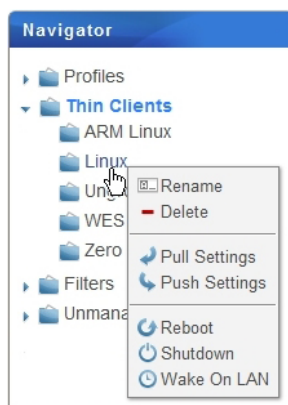 Navigator
Profiles
Thin Clients
ARM Linux
Linux
Rename
Delete
WES
Zero
Pull Settings
Push Settings
Filters
Reboot
Shutdown
Wake On LAN